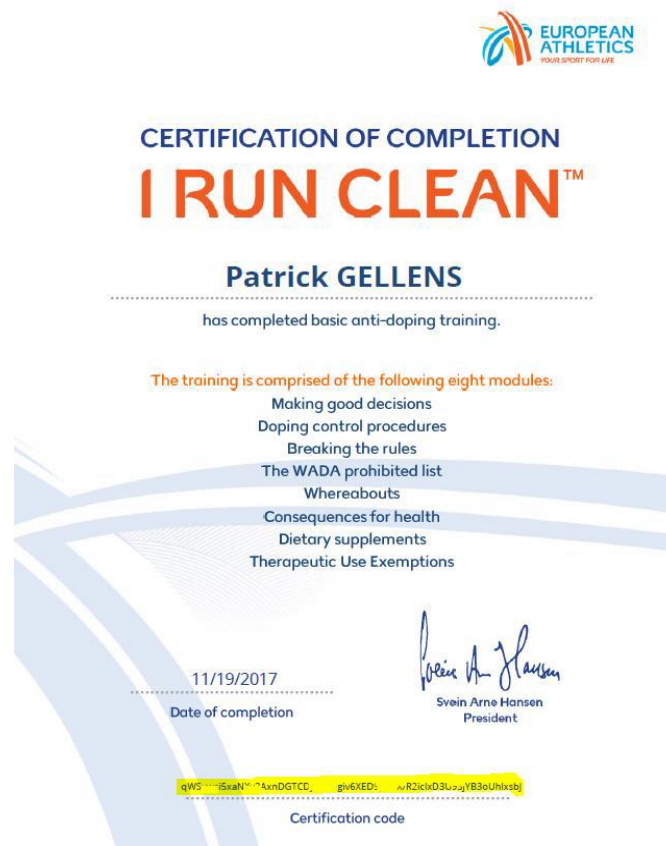 EUROPEAN
ATHLETICS
YOUR SPORT FOR LIFE
CERTIFICATION OF COMPLETION
I RUN CLEAN™
Patrick GELLENS
has completed basic anti-doping training.
The training is comprised of the following eight modules:
Making good decisions
Doping control procedures
Breaking the rules
The WADA prohibited list
Whereabouts
Consequences for health
Dietary supplements
Therapeutic Use Exemptions
11/19/2017
Date of completion
Svein Arne Hansen
President
Certification code